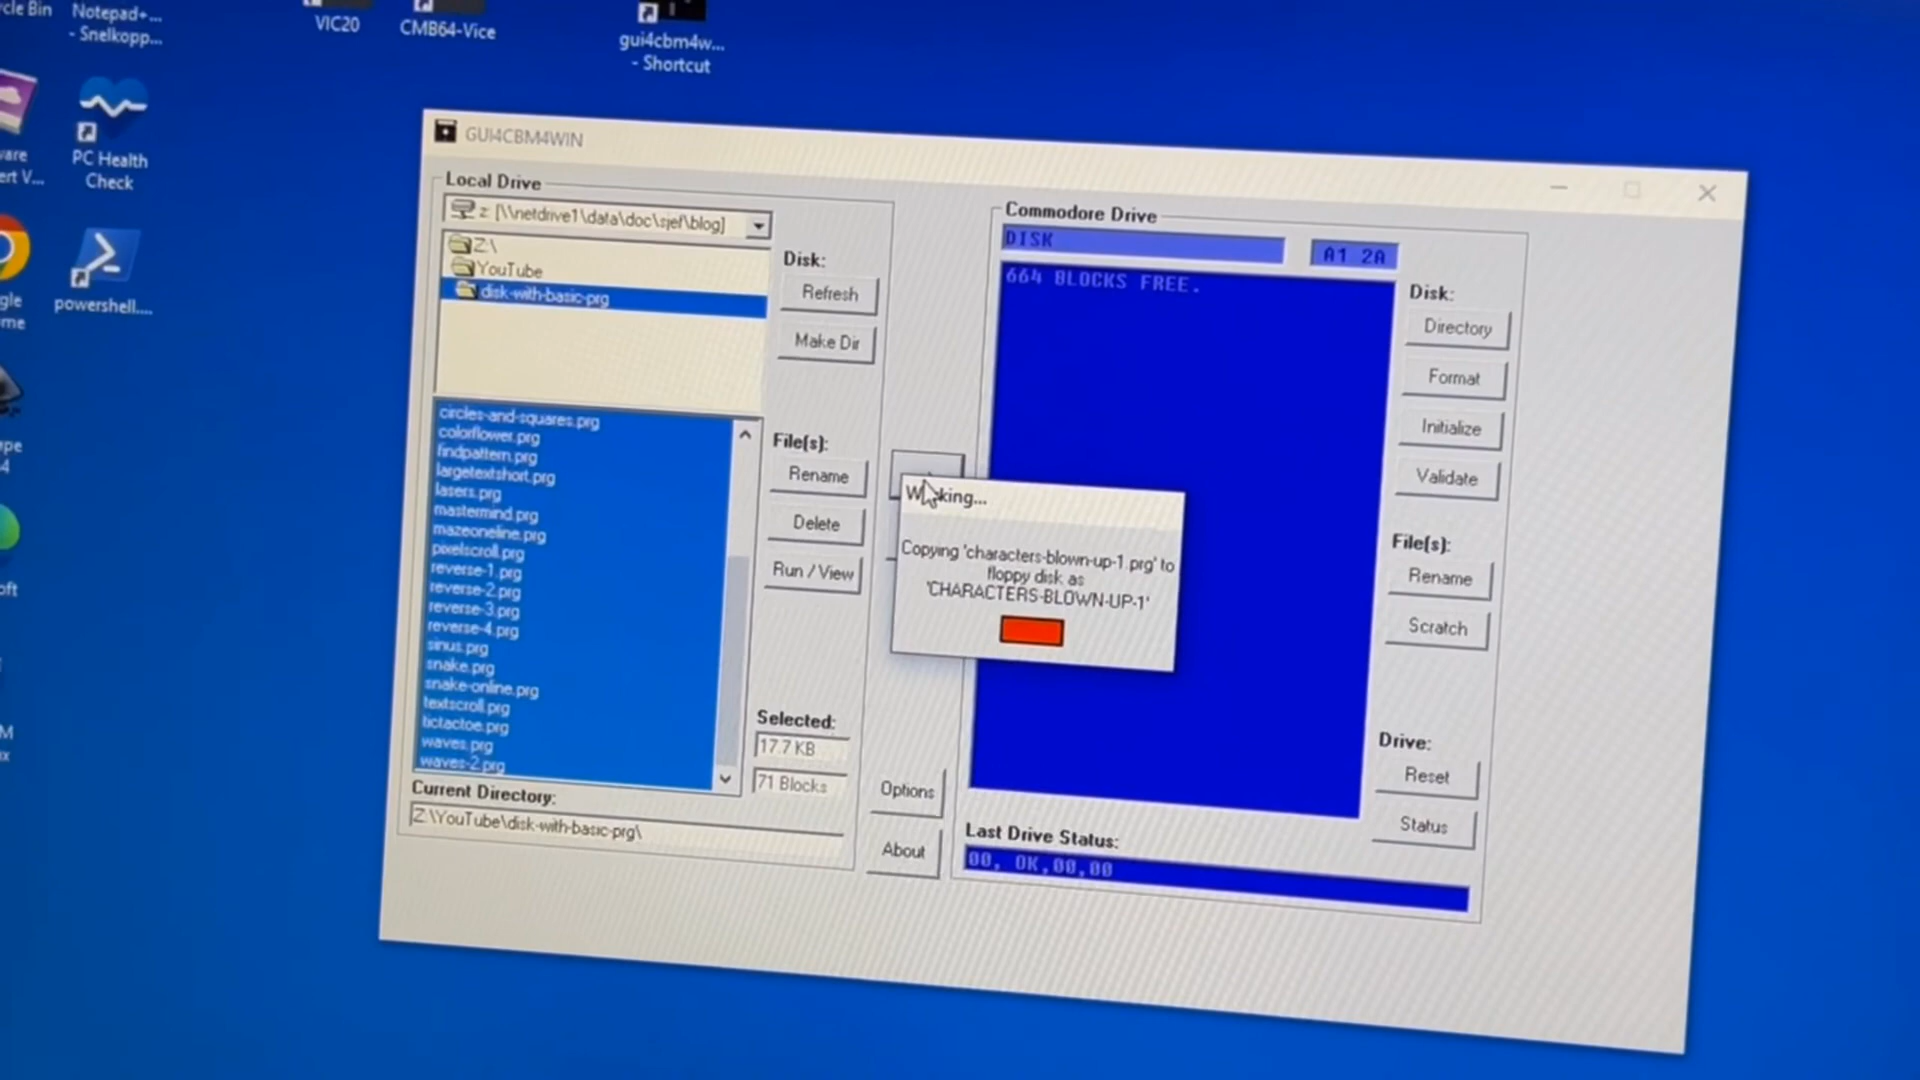 cle Bin
Notepad+...
- Snelkopp...
VIC20
CMB64-Vice
gui4cbm4w...
- Shortcut
PC Health
Check
powershell....
GUI4CBM4WIN
Local Drive
z: [\\netdrive1\data\doc\sjef\blog]
Z:\
YouTube
disk-with-basic-prg
Disk:
Refresh
Make Dir
circles-and-squares.prg
colorflower.prg
findpattern.prg
largetextshort.prg
lasers.prg
mastermind.prg
mazeoneline.prg
pixelscroll.prg
reverse-1.prg
reverse-2.prg
reverse-3.prg
reverse-4.prg
sinus.prg
snake.prg
snake-online.prg
textscroll.prg
tictactoe.prg
waves.prg
waves-2.prg
File(s):
Rename
Delete
Run / View
Selected:
17.7 KB
71 Blocks
Current Directory:
Z:\YouTube\disk-with-basic-prg\
Options
About
Copying 'characters-blown-up-1.prg' to
floppy disk as
'CHARACTERS-BLOWN-UP-1'
Commodore Drive
DISK
A1 2A
664 BLOCKS FREE.
Disk:
Directory
Format
Initialize
Validate
File(s):
Rename
Scratch
Drive:
Reset
Status
Last Drive Status:
00, OK,00,00